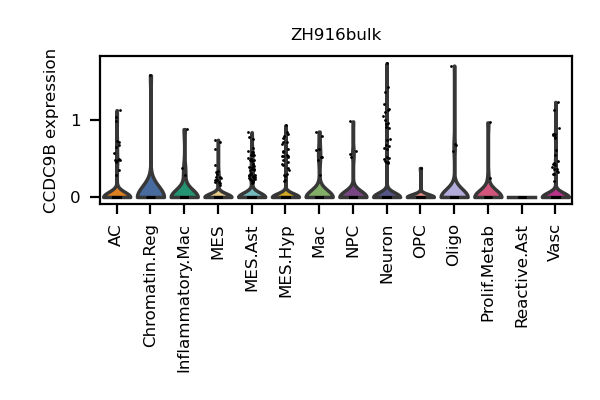 ZH916bulk
CCDC9B expression
1
0
AC
Chromatin.Reg
Inflammatory.Mac
MES
MES.Ast
MES.Hyp
Mac
NPC
Neuron
OPC
Oligo
Prolif.Metab
Reactive.Ast
Vasc